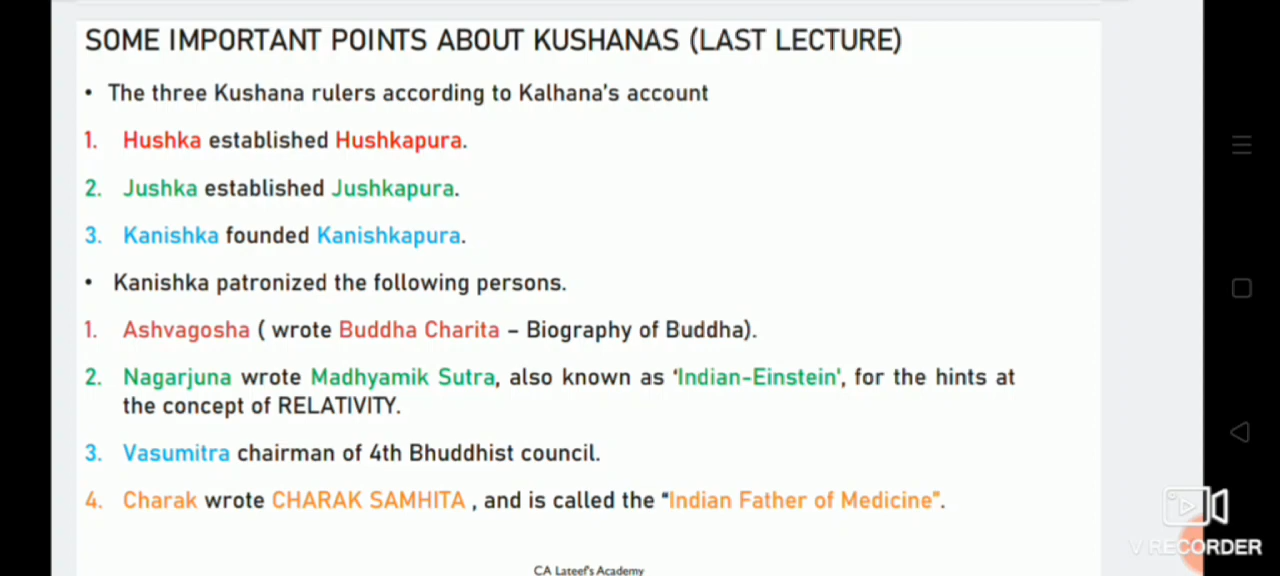 SOME IMPORTANT POINTS ABOUT KUSHANAS (LAST LECTURE)
• The three Kushana rulers according to Kalhana's account
1. Hushka established Hushkapura.
2. Jushka established Jushkapura.
3. Kanishka founded Kanishkapura.
• Kanishka patronized the following persons.
1. Ashvagosha ( wrote Buddha Charita – Biography of Buddha).
2. Nagarjuna wrote Madhyamik Sutra, also known as 'Indian-Einstein', for the hints at
the concept of RELATIVITY.
3. Vasumitra chairman of 4th Bhuddhist council.
4. Charak wrote CHARAK SAMHITA , and is called the "Indian Father of Medicine".
CA Lateef's Academy
V RECORDER